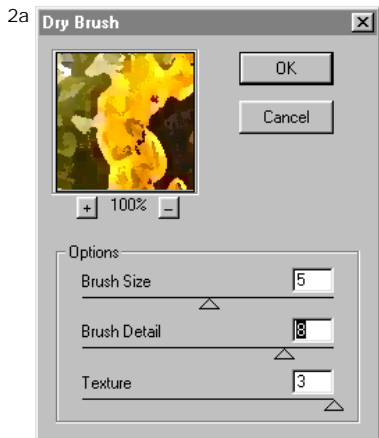 2a
Dry Brush
OK
Cancel
+ 100% –
Options
Brush Size 5
Brush Detail 8
Texture 3